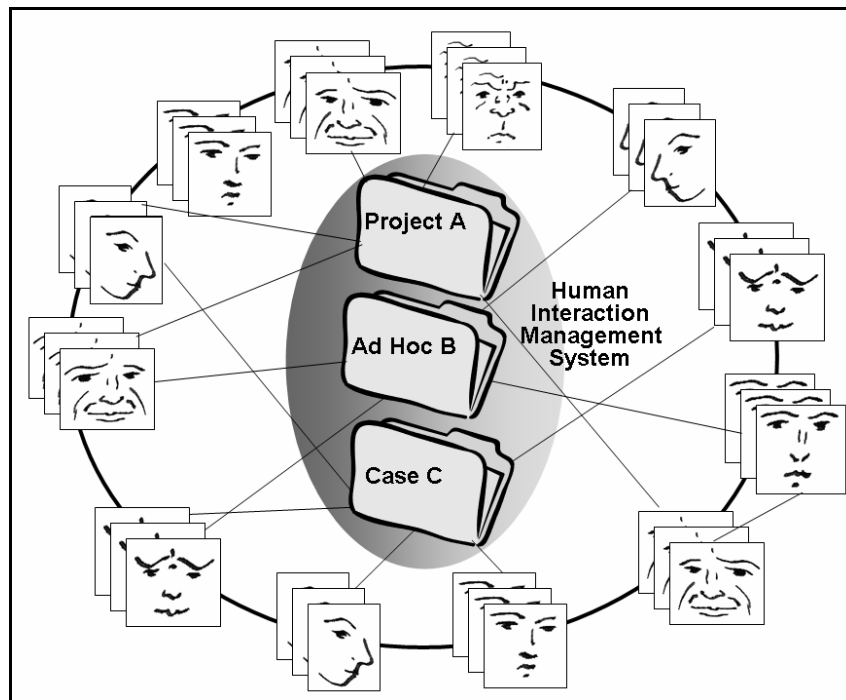 Project A
Human
Interaction
Management
System
Ad Hoc B
Case C